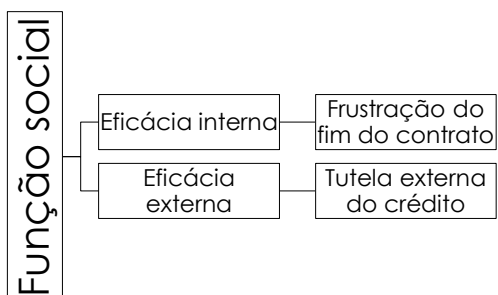 Função social
Eficácia interna
Frustração do
fim do contrato
Eficácia
externa
Tutela externa
do crédito